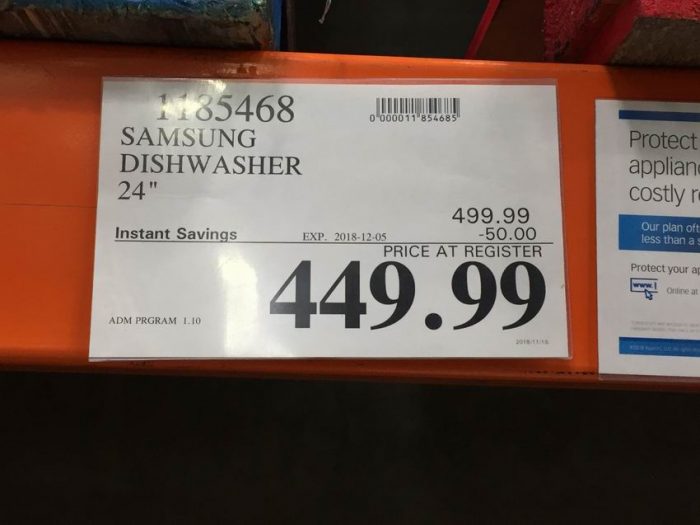 1185468
0 000011 854685
SAMSUNG
DISHWASHER
24"
499.99
Instant Savings EXP. 2018-12-05 -50.00
PRICE AT REGISTER
449.99
ADM PRGRAM 1.10
2018/11/15
Protect
applian
costly r
Our plan oft
less than a s
Protect your ap
www.
Online at